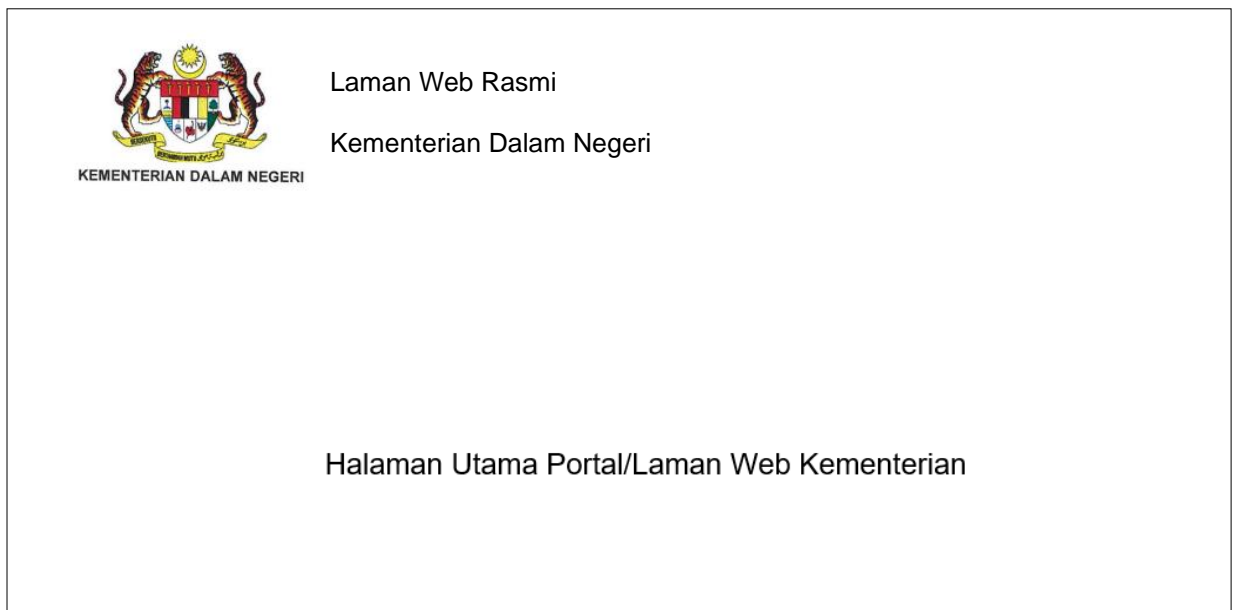 Laman Web Rasmi
Kementerian Dalam Negeri
KEMENTERIAN DALAM NEGERI
Halaman Utama Portal/Laman Web Kementerian